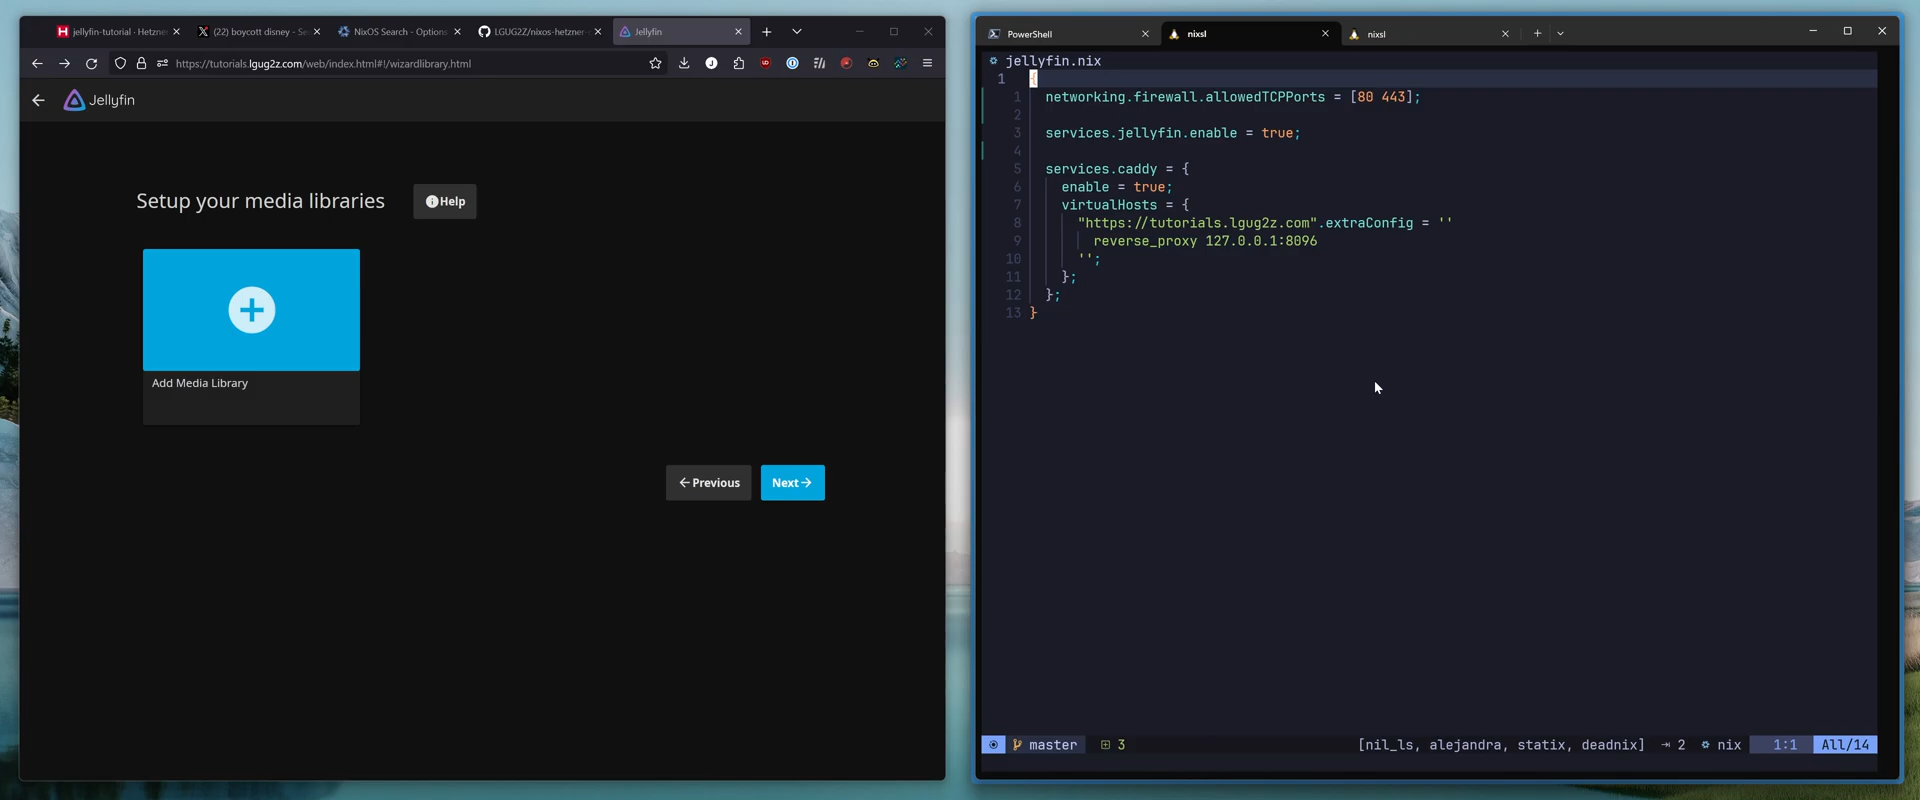 jellyfin-tutorial - Hetzne
(22) boycott disney - Se
NixOS Search - Options
LGUG2Z/nixos-hetzner-
Jellyfin
https://tutorials.lgug2z.com/web/index.html#!/wizardlibrary.html
Jellyfin
Setup your media libraries
Help
Add Media Library
Previous
Next
PowerShell
nixsl
nixsl
jellyfin.nix
1 {
1 networking.firewall.allowedTCPPorts = [80 443];
2
3 services.jellyfin.enable = true;
4
5 services.caddy = {
6 enable = true;
7 virtualHosts = {
8 "https://tutorials.lgug2z.com".extraConfig = ''
9 reverse_proxy 127.0.0.1:8096
10 '';
11 };
12 };
13 }
master 3 [nil_ls, alejandra, statix, deadnix] 2 nix 1:1 All/14